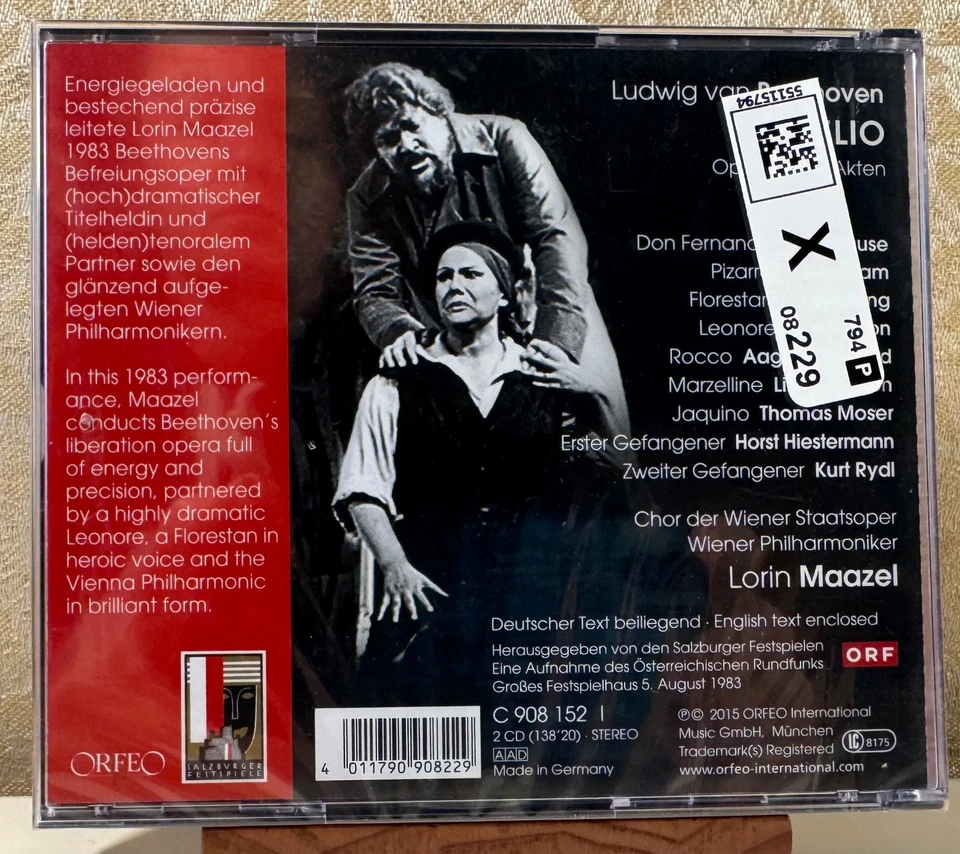 Energiegeladen und
bestechend präzise
leitete Lorin Maazel
1983 Beethovens
Befreiungsoper mit
(hoch)dramatischer
Titelheldin und
(helden)tenoralem
Partner sowie den
glänzend aufge-
legten Wiener
Philharmonikern.
In this 1983 perform-
ance, Maazel
conducts Beethoven's
liberation opera full
of energy and
precision, partnered
by a highly dramatic
Leonore, a Florestan in
heroic voice and the
Vienna Philharmonic
in brilliant form.
ORFEO
SALZBURGER
FESTSPIELE
Ludwig van
Akten
Don
Leonore
Rocco
Marzelline
Jaquino Thomas Moser
Erster Gefangener Horst Hiestermann
Zweiter Gefangener Kurt Rydl
Chor der Wiener Staatsoper
Wiener Philharmoniker
Lorin Maazel
55115794
X
08 229
794 P
Deutscher Text beiliegend · English text enclosed
Herausgegeben von den Salzburger Festspielen
Eine Aufnahme des Österreichischen Rundfunks
Großes Festspielhaus 5. August 1983
ORF
C 908 152 I
2 CD (138'20) · STEREO
AAD
Made in Germany
℗© 2015 ORFEO International
Music GmbH, München
Trademark(s) Registered
www.orfeo-international.com
LC 8175
4 011790 908229